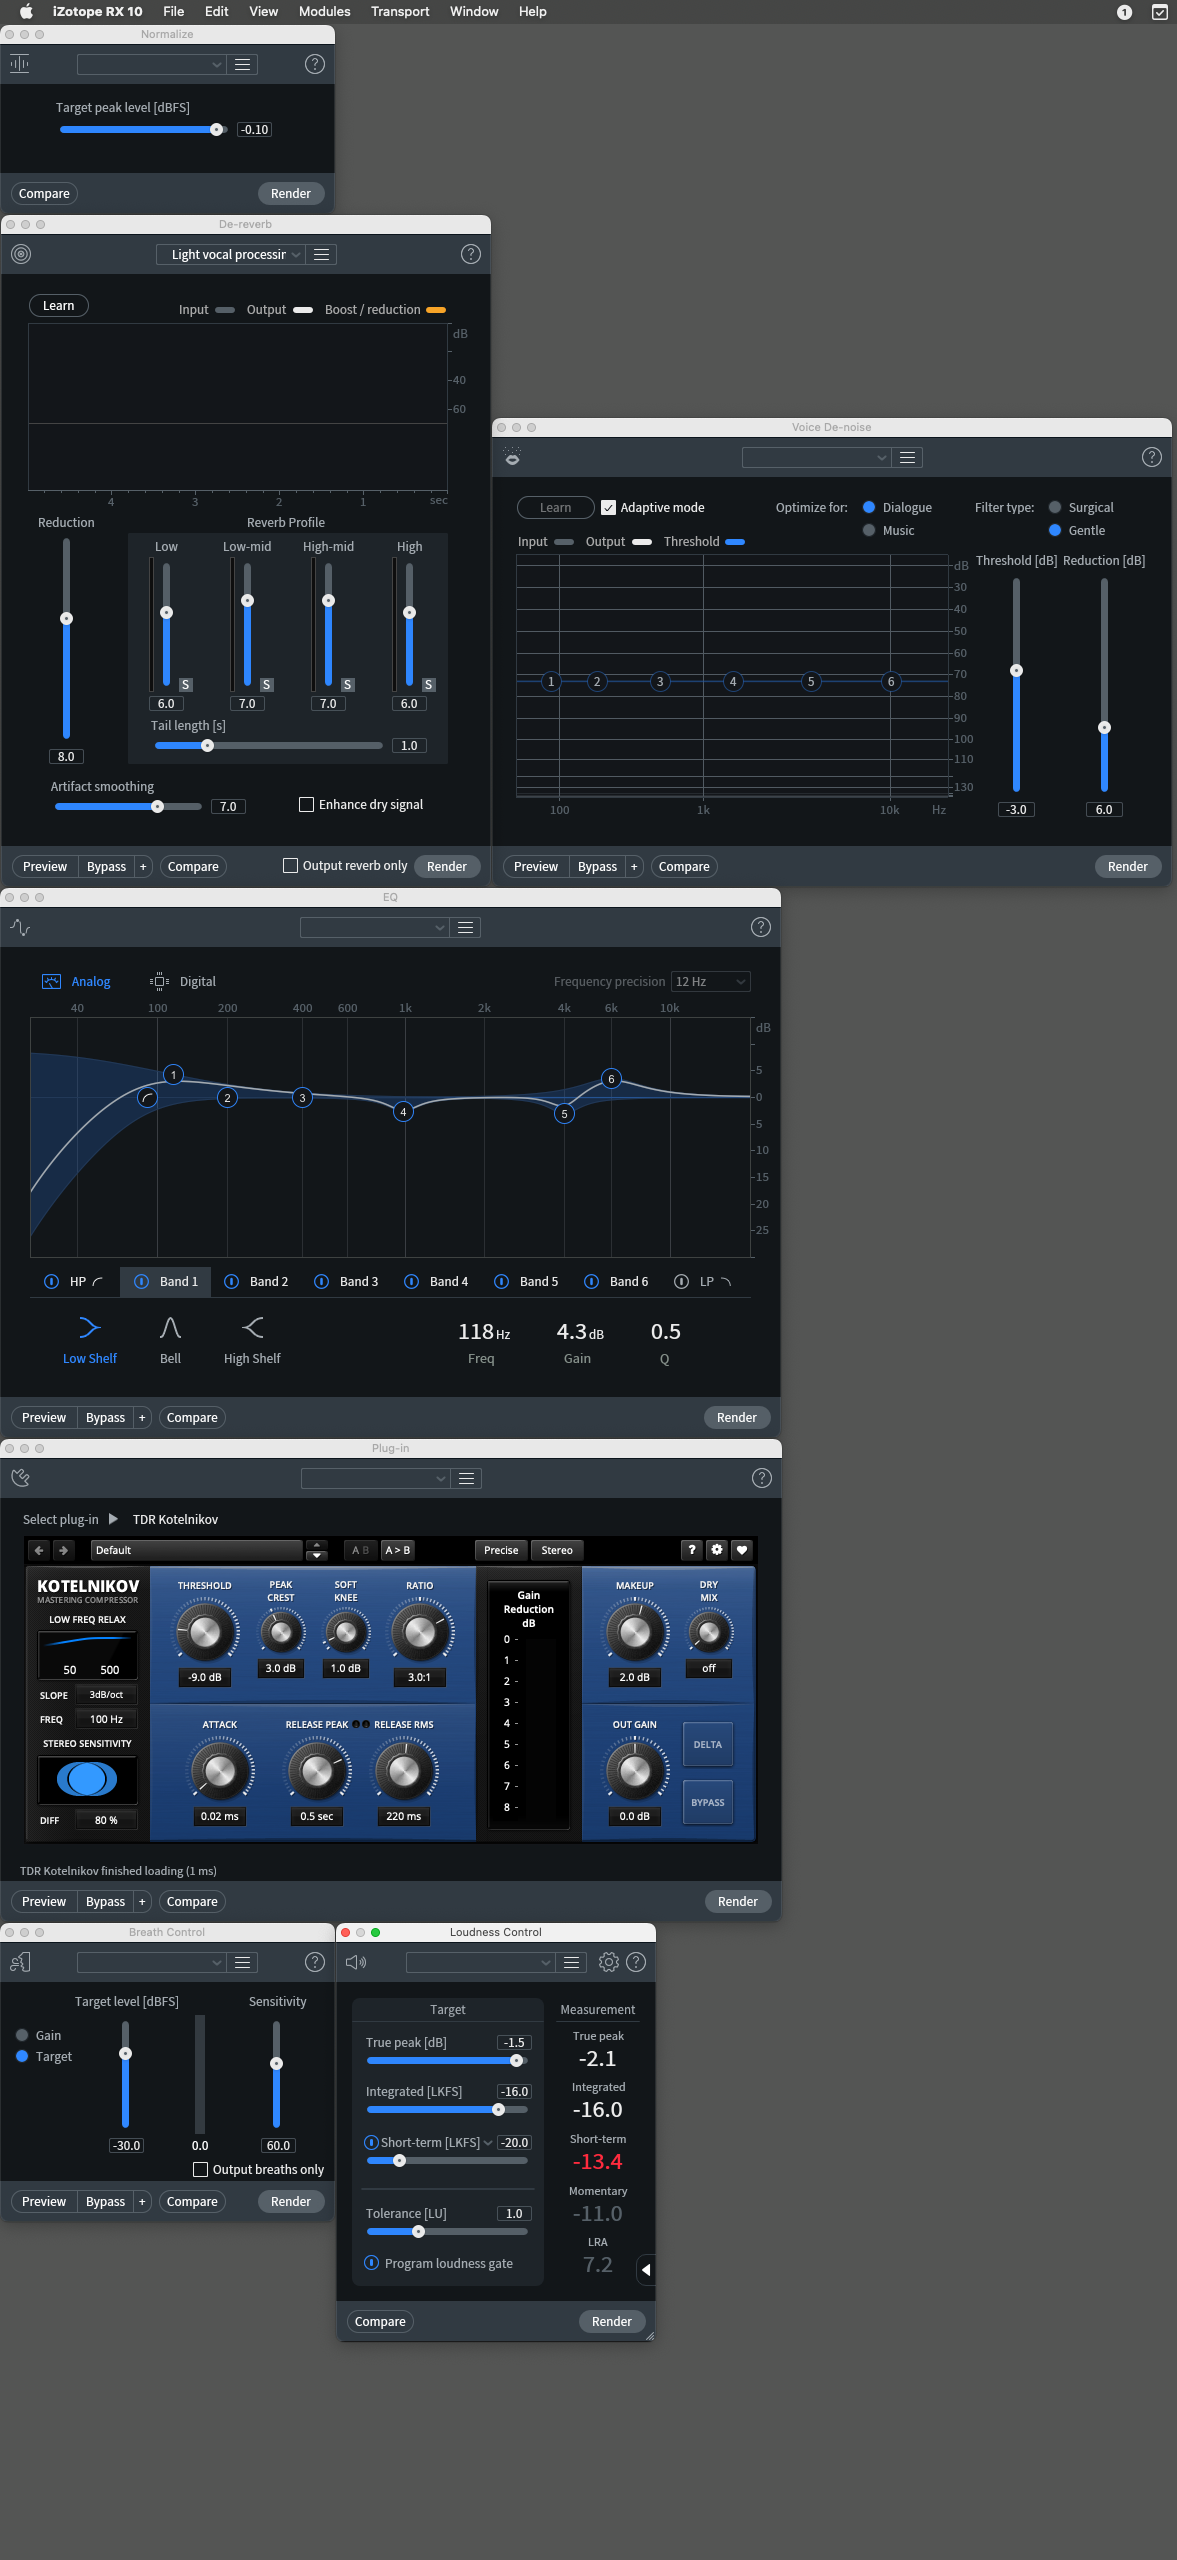 iZotope RX 10 File Edit View Modules Transport Window Help 1
Normalize
Target peak level [dBFS]
-0.10
Compare Render
De-reverb
Light vocal processir
Learn Input Output Boost / reduction
dB
40
60
4 3 2 1 sec
Reduction Reverb Profile
Low Low-mid High-mid High
S S S S
6.0 7.0 7.0 6.0
Tail length [s]
1.0
8.0
Artifact smoothing
7.0 Enhance dry signal
Preview Bypass + Compare Output reverb only Render
Voice De-noise
Learn Adaptive mode Optimize for: Dialogue Filter type: Surgical
Music Gentle
Input Output Threshold
Threshold [dB] Reduction [dB]
dB
30
40
50
60
70
80
90
100
110
130
1 2 3 4 5 6
100 1k 10k Hz
-3.0 6.0
Preview Bypass + Compare Render
EQ
Analog Digital Frequency precision 12 Hz
40 100 200 400 600 1k 2k 4k 6k 10k
dB
5
0
5
10
15
20
25
1 2 3 4 5 6
HP Band 1 Band 2 Band 3 Band 4 Band 5 Band 6 LP
118 Hz 4.3 dB 0.5
Low Shelf Bell High Shelf Freq Gain Q
Preview Bypass + Compare Render
Plug-in
Select plug-in TDR Kotelnikov
Default A B A > B Precise Stereo ?
KOTELNIKOV
MASTERING COMPRESSOR
LOW FREQ RELAX
50 500
SLOPE 3dB/oct
FREQ 100 Hz
STEREO SENSITIVITY
DIFF 80 %
THRESHOLD PEAK CREST SOFT KNEE RATIO
-9.0 dB 3.0 dB 1.0 dB 3.0:1
ATTACK RELEASE PEAK RELEASE RMS
0.02 ms 0.5 sec 220 ms
Gain
Reduction
dB
0
1
2
3
4
5
6
7
8
MAKEUP DRY MIX
2.0 dB off
OUT GAIN DELTA
BYPASS
0.0 dB
TDR Kotelnikov finished loading (1 ms)
Preview Bypass + Compare Render
Breath Control
Target level [dBFS] Sensitivity
Gain
Target
-30.0 0.0 60.0
Output breaths only
Preview Bypass + Compare Render
Loudness Control
Target Measurement
True peak [dB] -1.5
Integrated [LKFS] -16.0
Short-term [LKFS] -20.0
Tolerance [LU] 1.0
Program loudness gate
True peak
-2.1
Integrated
-16.0
Short-term
-13.4
Momentary
-11.0
LRA
7.2
Compare Render